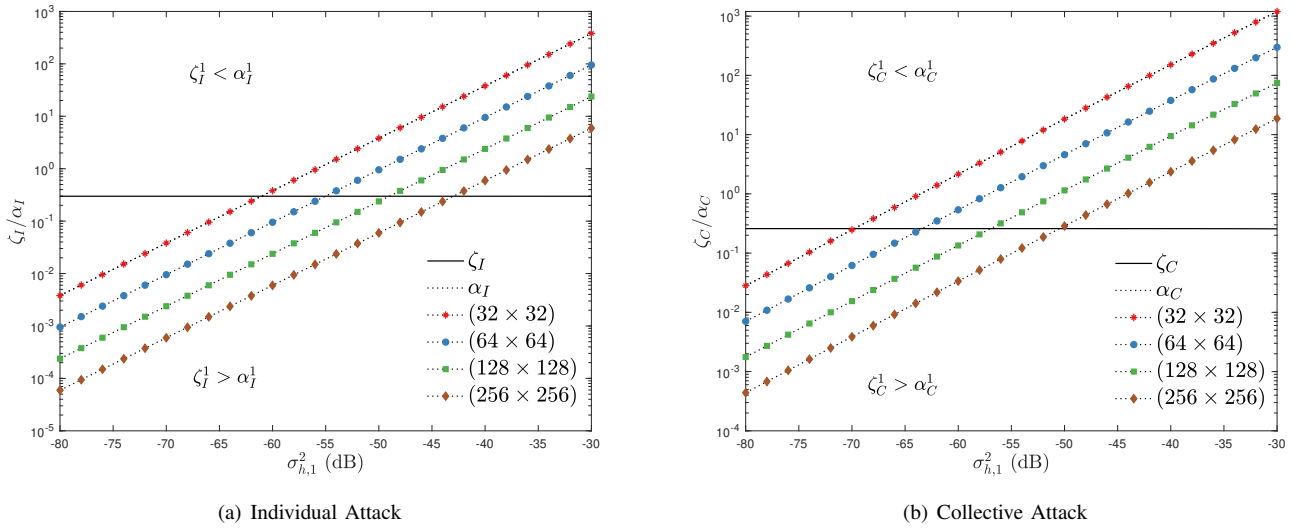 10^3
10^2
10^1
10^0
10^-1
10^-2
10^-3
10^-4
10^-5
ζ_I/α_I
ζ_I^1 < α_I^1
ζ_I^1 > α_I^1
ζ_I
α_I
(32 × 32)
(64 × 64)
(128 × 128)
(256 × 256)
-80 -75 -70 -65 -60 -55 -50 -45 -40 -35 -30
σ_{h,1}^2 (dB)
(a) Individual Attack
10^3
10^2
10^1
10^0
10^-1
10^-2
10^-3
10^-4
ζ_C/α_C
ζ_C^1 < α_C^1
ζ_C^1 > α_C^1
ζ_C
α_C
(32 × 32)
(64 × 64)
(128 × 128)
(256 × 256)
-80 -70 -60 -50 -40 -30
σ_{h,1}^2 (dB)
(b) Collective Attack